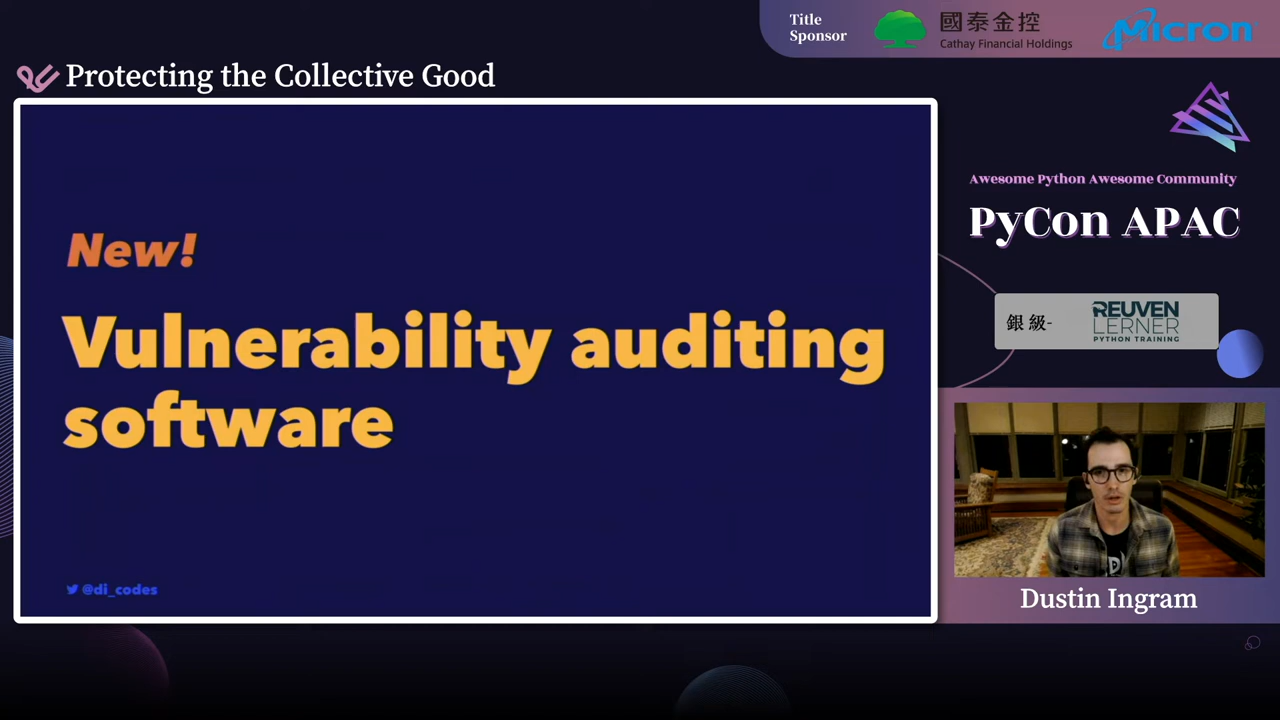 Title
Sponsor
國泰金控
Cathay Financial Holdings
Micron
Protecting the Collective Good
New!
Vulnerability auditing
software
@di_codes
Awesome Python Awesome Community
PyCon APAC
銀 級-
REUVEN
LERNER
PYTHON TRAINING
Dustin Ingram